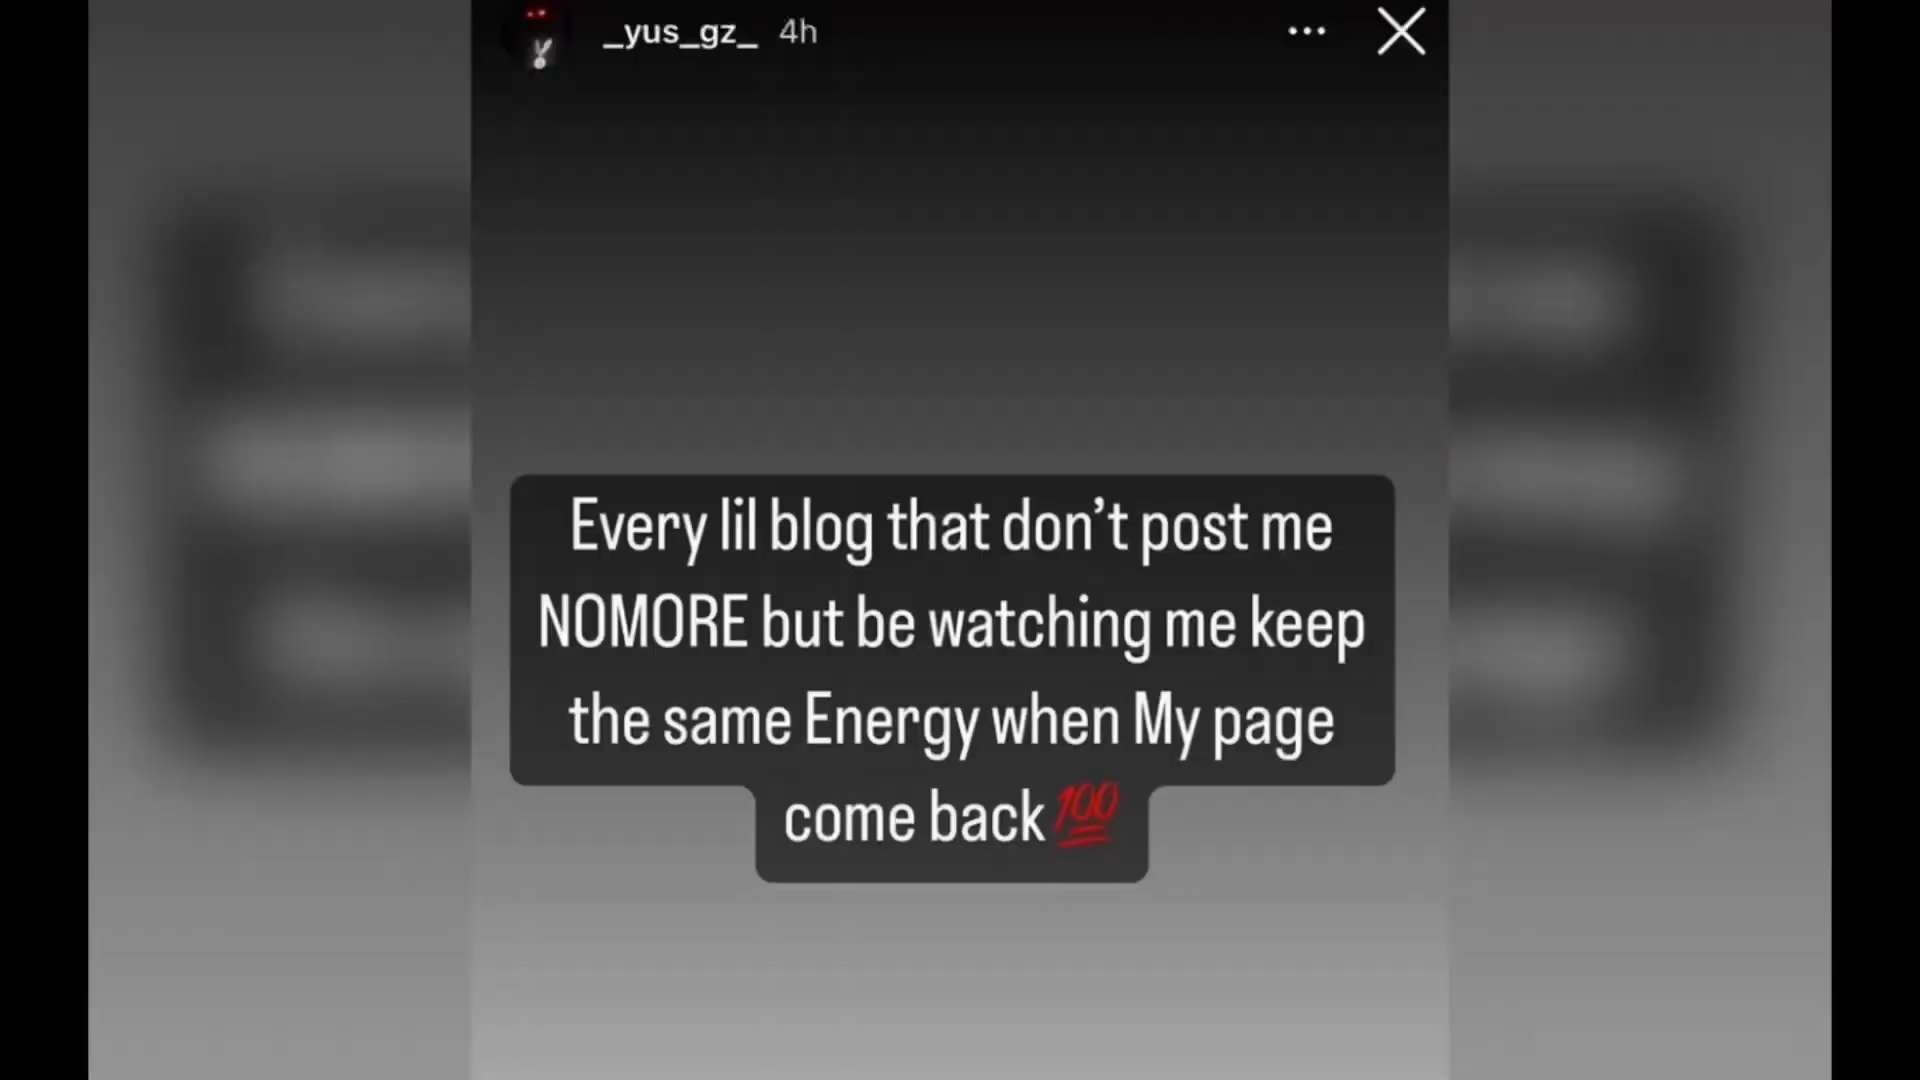 _yus_gz_ 4h
Every lil blog that don’t post me
NOMORE but be watching me keep
the same Energy when My page
come back💯